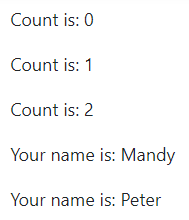 Count is: 0
Count is: 1
Count is: 2
Your name is: Mandy
Your name is: Peter